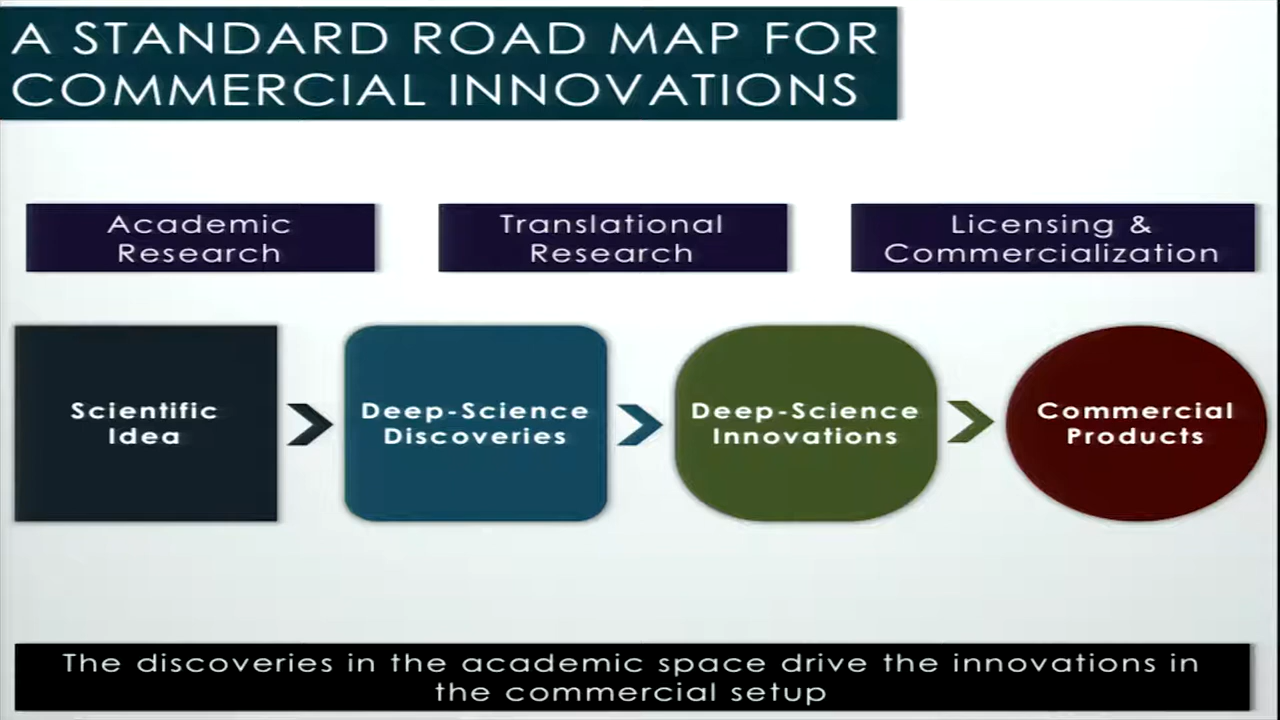 A STANDARD ROAD MAP FOR
COMMERCIAL INNOVATIONS
Academic
Research
Translational
Research
Licensing &
Commercialization
Scientific
Idea
Deep-Science
Discoveries
Deep-Science
Innovations
Commercial
Products
The discoveries in the academic space drive the innovations in
the commercial setup